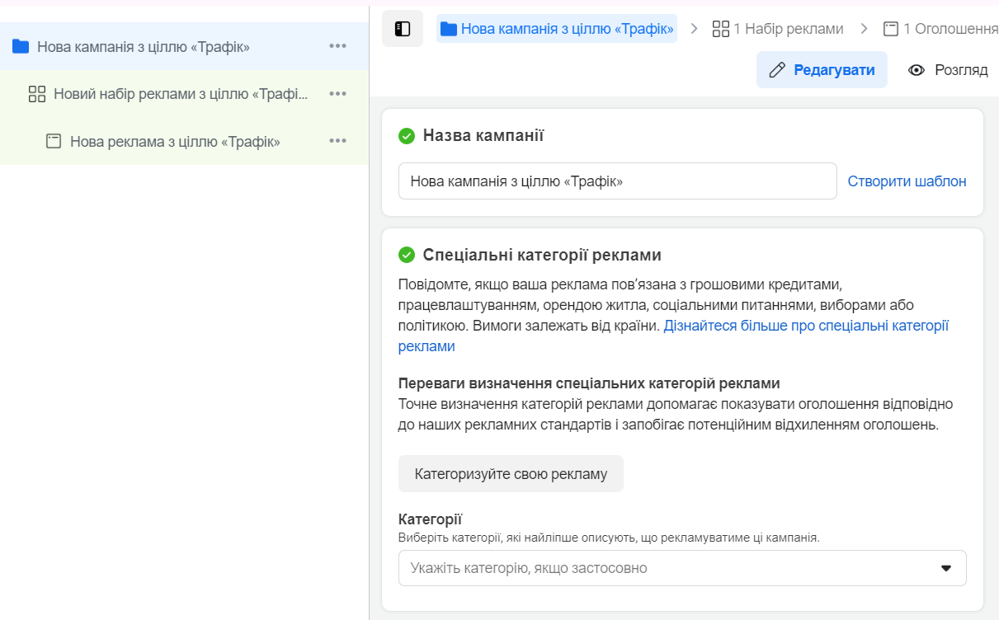 Нова кампанія з ціллю «Трафік»
Новий набір реклами з ціллю «Трафі...
Нова реклама з ціллю «Трафік»
Нова кампанія з ціллю «Трафік»
1 Набір реклами
1 Оголошення
Редагувати
Розгляд
Назва кампанії
Нова кампанія з ціллю «Трафік»
Створити шаблон
Спеціальні категорії реклами
Повідомте, якщо ваша реклама пов’язана з грошовими кредитами,
працевлаштуванням, орендою житла, соціальними питаннями, виборами або
політикою. Вимоги залежать від країни. Дізнайтеся більше про спеціальні категорії
реклами
Переваги визначення спеціальних категорій реклами
Точне визначення категорій реклами допомагає показувати оголошення відповідно
до наших рекламних стандартів і запобігає потенційним відхиленням оголошень.
Категоризуйте свою рекламу
Категорії
Виберіть категорії, які найліпше описують, що рекламуватиме ці кампанія.
Укажіть категорію, якщо застосовно